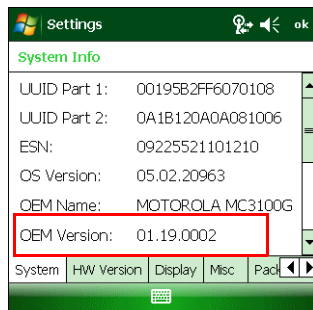 Settings
ok
System Info
UUID Part 1: 00195B2FF6070108
UUID Part 2: 0A1B120A0A081006
ESN: 09225521101210
OS Version: 05.02.20963
OEM Name: MOTOROLA MC3100G
OEM Version: 01.19.0002
System HW Version Display Misc Pack